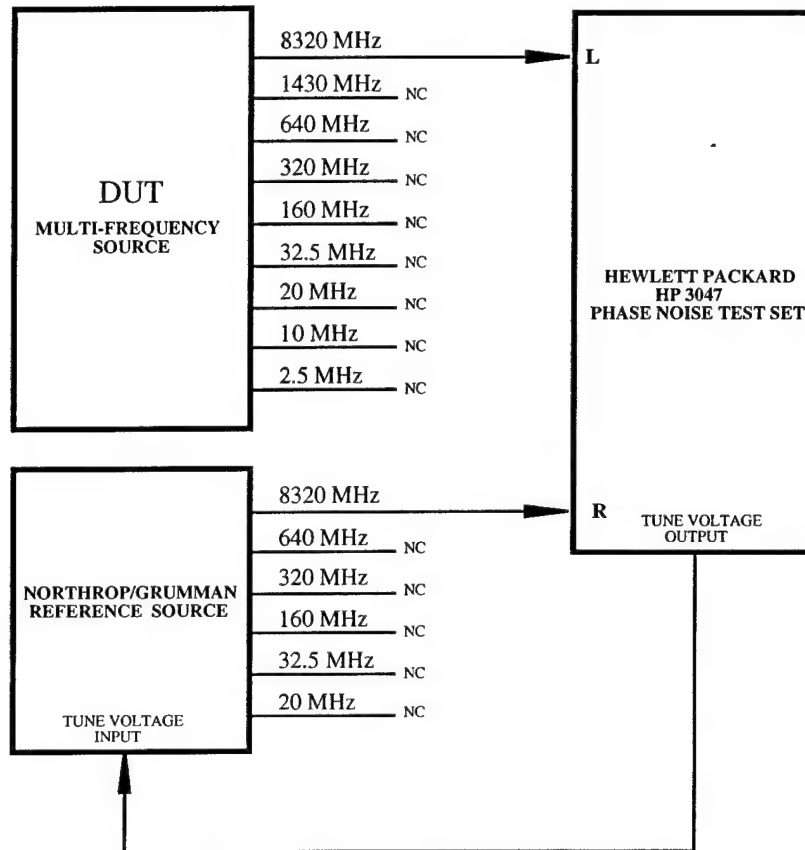 8320 MHz
L
1430 MHz NC
640 MHz NC
320 MHz NC
DUT
160 MHz NC
MULTI-FREQUENCY
SOURCE
32.5 MHz NC
20 MHz NC
10 MHz NC
2.5 MHz NC
HEWLETT PACKARD
HP 3047
PHASE NOISE TEST SET
8320 MHz
R
TUNE VOLTAGE
OUTPUT
640 MHz NC
NORTHROP/GRUMMAN
REFERENCE SOURCE
320 MHz NC
160 MHz NC
32.5 MHz NC
20 MHz NC
TUNE VOLTAGE
INPUT